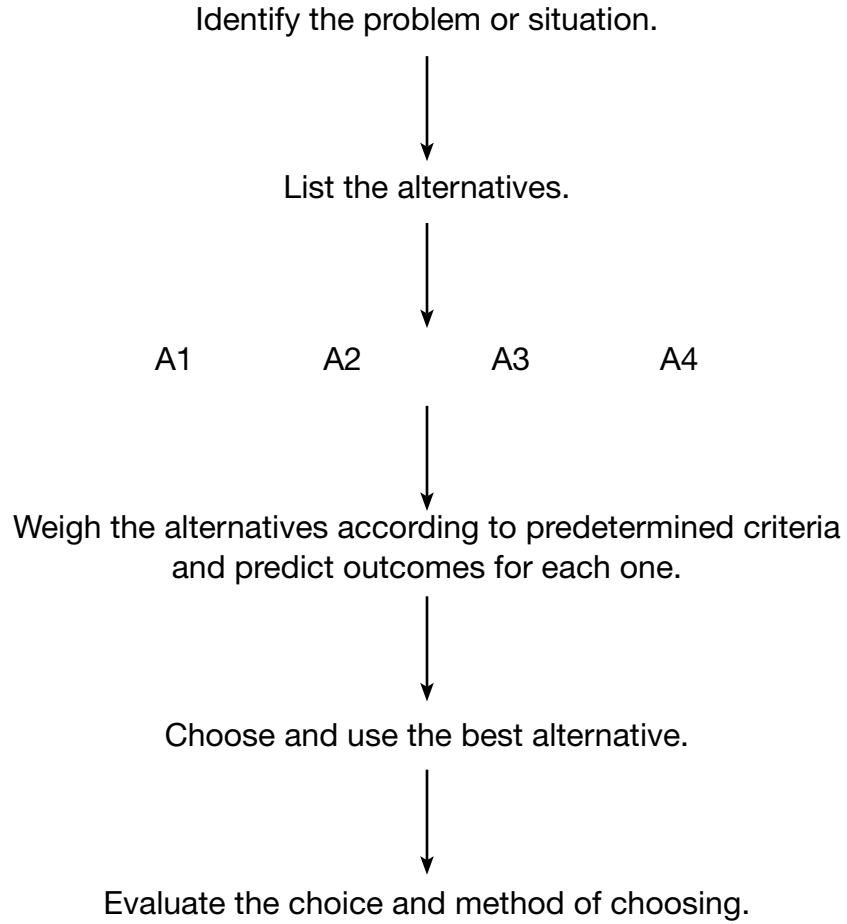 Identify the problem or situation.
List the alternatives.
A1 A2 A3 A4
Weigh the alternatives according to predetermined criteria
and predict outcomes for each one.
Choose and use the best alternative.
Evaluate the choice and method of choosing.